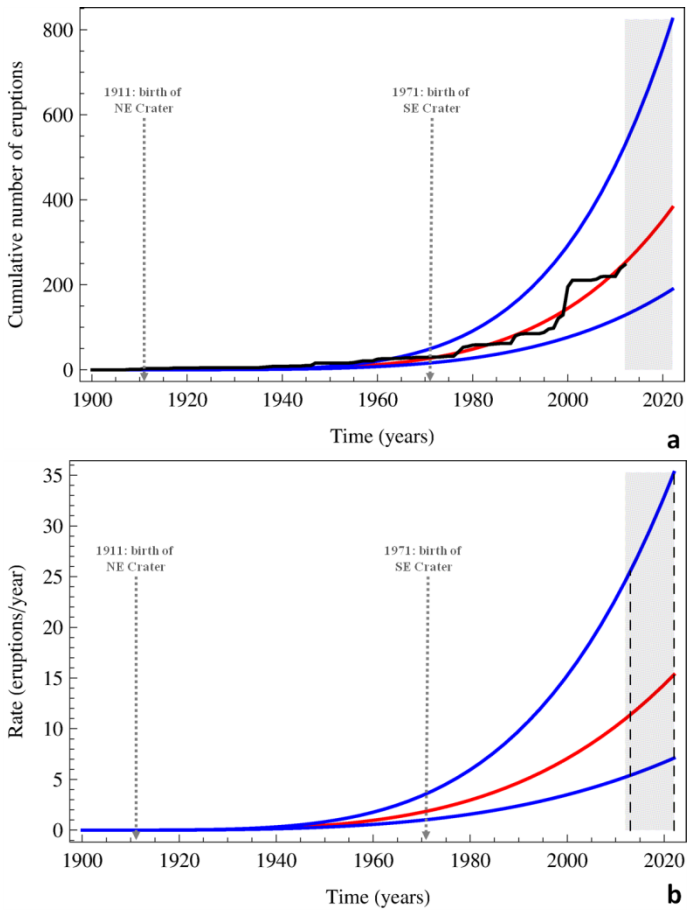 800
600
400
200
0
Cumulative number of eruptions
1911: birth of
NE Crater
1971: birth of
SE Crater
1900
1920
1940
1960
1980
2000
2020
Time (years)
a
35
30
25
20
15
10
5
0
Rate (eruptions/year)
1911: birth of
NE Crater
1971: birth of
SE Crater
1900
1920
1940
1960
1980
2000
2020
Time (years)
b